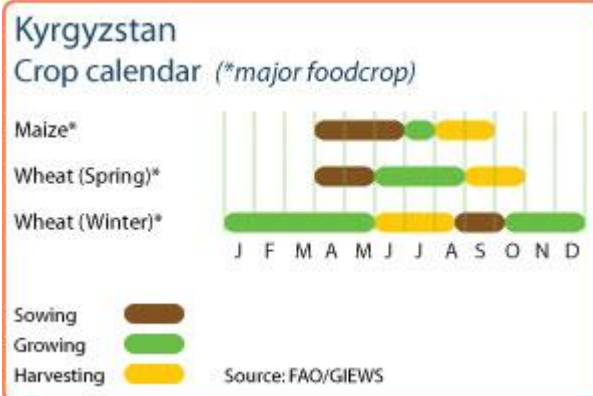 Kyrgyzstan
Crop calendar (*major foodcrop)
Maize*
Wheat (Spring)*
Wheat (Winter)*
J F M A M J J A S O N D
Sowing
Growing
Harvesting
Source: FAO/GIEWS